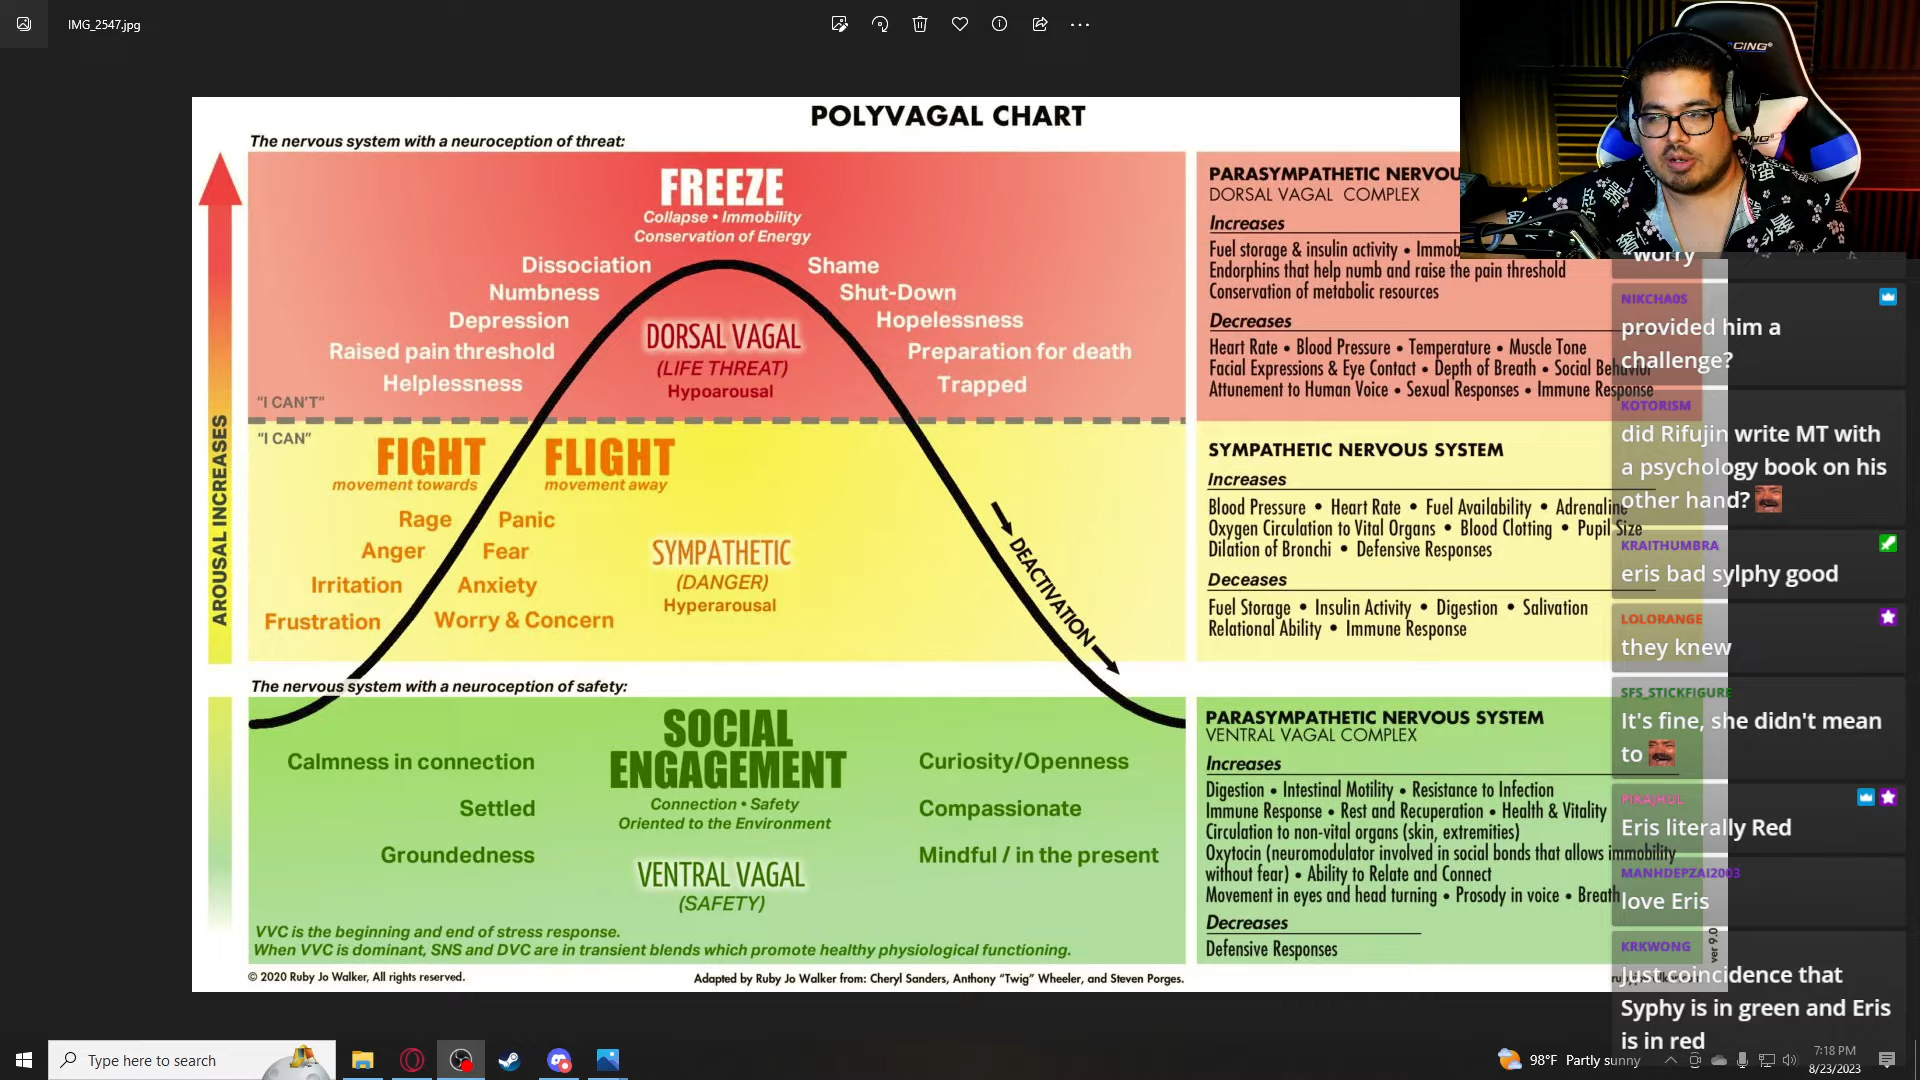 IMG_2547.jpg
POLYVAGAL CHART
The nervous system with a neuroception of threat:
AROUSAL INCREASES
FREEZE
Collapse • Immobility
Conservation of Energy
Dissociation
Numbness
Depression
Raised pain threshold
Helplessness
Shame
Shut-Down
Hopelessness
Preparation for death
Trapped
DORSAL VAGAL
(LIFE THREAT)
Hypoarousal
"I CAN'T"
"I CAN"
FIGHT
movement towards
FLIGHT
movement away
Rage
Panic
Anger
Fear
Irritation
Anxiety
Frustration
Worry & Concern
SYMPATHETIC
(DANGER)
Hyperarousal
DEACTIVATION
The nervous system with a neuroception of safety:
SOCIAL
ENGAGEMENT
Connection • Safety
Oriented to the Environment
Calmness in connection
Settled
Groundedness
Curiosity/Openness
Compassionate
Mindful / in the present
VENTRAL VAGAL
(SAFETY)
VVC is the beginning and end of stress response.
When VVC is dominant, SNS and DVC are in transient blends which promote healthy physiological functioning.
© 2020 Ruby Jo Walker, All rights reserved.
Adapted by Ruby Jo Walker from: Cheryl Sanders, Anthony "Twig" Wheeler, and Steven Porges.
PARASYMPATHETIC NERVOU
DORSAL VAGAL COMPLEX
Increases
Fuel storage & insulin activity • Immob
Endorphins that help numb and raise the pain threshold
Conservation of metabolic resources
Decreases
Heart Rate • Blood Pressure • Temperature • Muscle Tone
Facial Expressions & Eye Contact • Depth of Breath • Social Behavior
Attunement to Human Voice • Sexual Responses • Immune Response
SYMPATHETIC NERVOUS SYSTEM
Increases
Blood Pressure • Heart Rate • Fuel Availability • Adrenaline
Oxygen Circulation to Vital Organs • Blood Clotting • Pupil Size
Dilation of Bronchi • Defensive Responses
Deceases
Fuel Storage • Insulin Activity • Digestion • Salivation
Relational Ability • Immune Response
PARASYMPATHETIC NERVOUS SYSTEM
VENTRAL VAGAL COMPLEX
Increases
Digestion • Intestinal Motility • Resistance to Infection
Immune Response • Rest and Recuperation • Health & Vitality
Circulation to non-vital organs (skin, extremities)
Oxytocin (neuromodulator involved in social bonds that allows immobility
without fear) • Ability to Relate and Connect
Movement in eyes and head turning • Prosody in voice • Breath
Decreases
Defensive Responses
ver 9.0
CING
*worry
NIKCHA0S
provided him a
challenge?
KOTORISM
did Rifujin write MT with
a psychology book on his
other hand?
KRAITHUMBRA
eris bad sylphy good
LOLORANGE
they knew
SFS_STICKFIGURE
It's fine, she didn't mean
to
PIKAJHUL
Eris literally Red
MANHDEPZAI2003
love Eris
KRKWONG
Just coincidence that
Syphy is in green and Eris
is in red
Type here to search
98°F Partly sunny
7:18 PM
8/23/2023